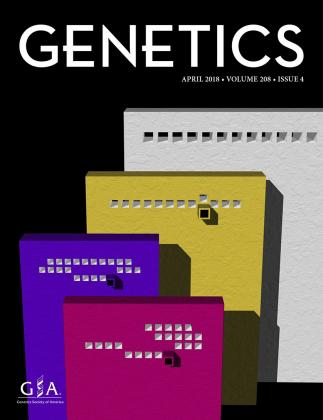 GENETICS
APRIL 2018 • VOLUME 208 • ISSUE 4
GSA
Genetics Society of America